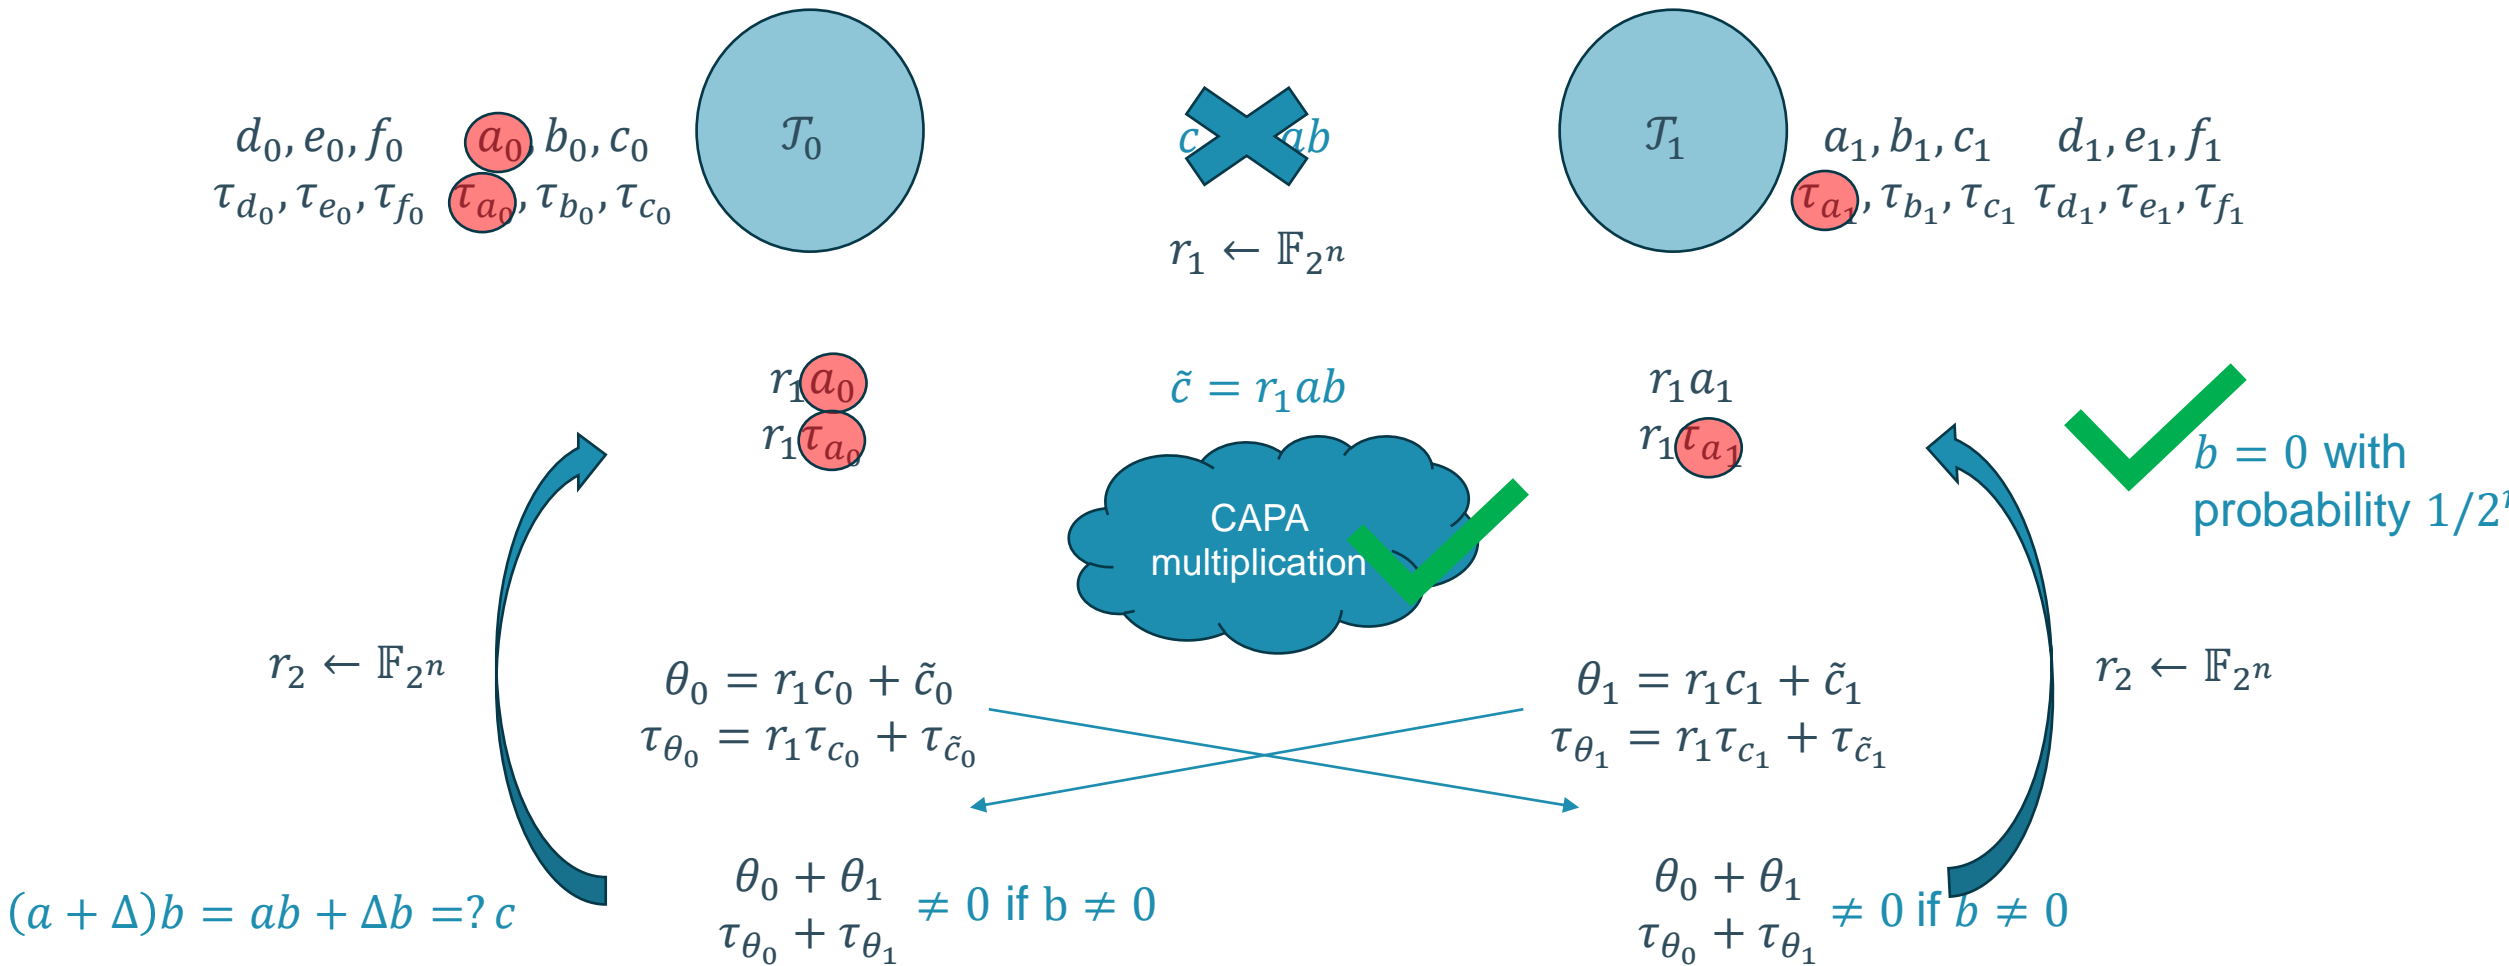 d₀, e₀, f₀ a₀, b₀, c₀
τ_{d₀}, τ_{e₀}, τ_{f₀} τ_{a₀}, τ_{b₀}, τ_{c₀}
𝒯₀
c ab
𝒯₁
a₁, b₁, c₁ d₁, e₁, f₁
τ_{a₁}, τ_{b₁}, τ_{c₁} τ_{d₁}, τ_{e₁}, τ_{f₁}
r₁ ← 𝔽_{2ⁿ}
r₁a₀
r₁τ_{a₀}
c̃ = r₁ab
r₁a₁
r₁τ_{a₁}
CAPA
multiplication
b = 0 with
probability 1/2ⁿ
r₂ ← 𝔽_{2ⁿ}
θ₀ = r₁c₀ + c̃₀
τ_{θ₀} = r₁τ_{c₀} + τ_{c̃₀}
θ₁ = r₁c₁ + c̃₁
τ_{θ₁} = r₁τ_{c₁} + τ_{c̃₁}
r₂ ← 𝔽_{2ⁿ}
(a + Δ)b = ab + Δb =? c
θ₀ + θ₁
τ_{θ₀} + τ_{θ₁}
≠ 0 if b ≠ 0
θ₀ + θ₁
τ_{θ₀} + τ_{θ₁}
≠ 0 if b ≠ 0